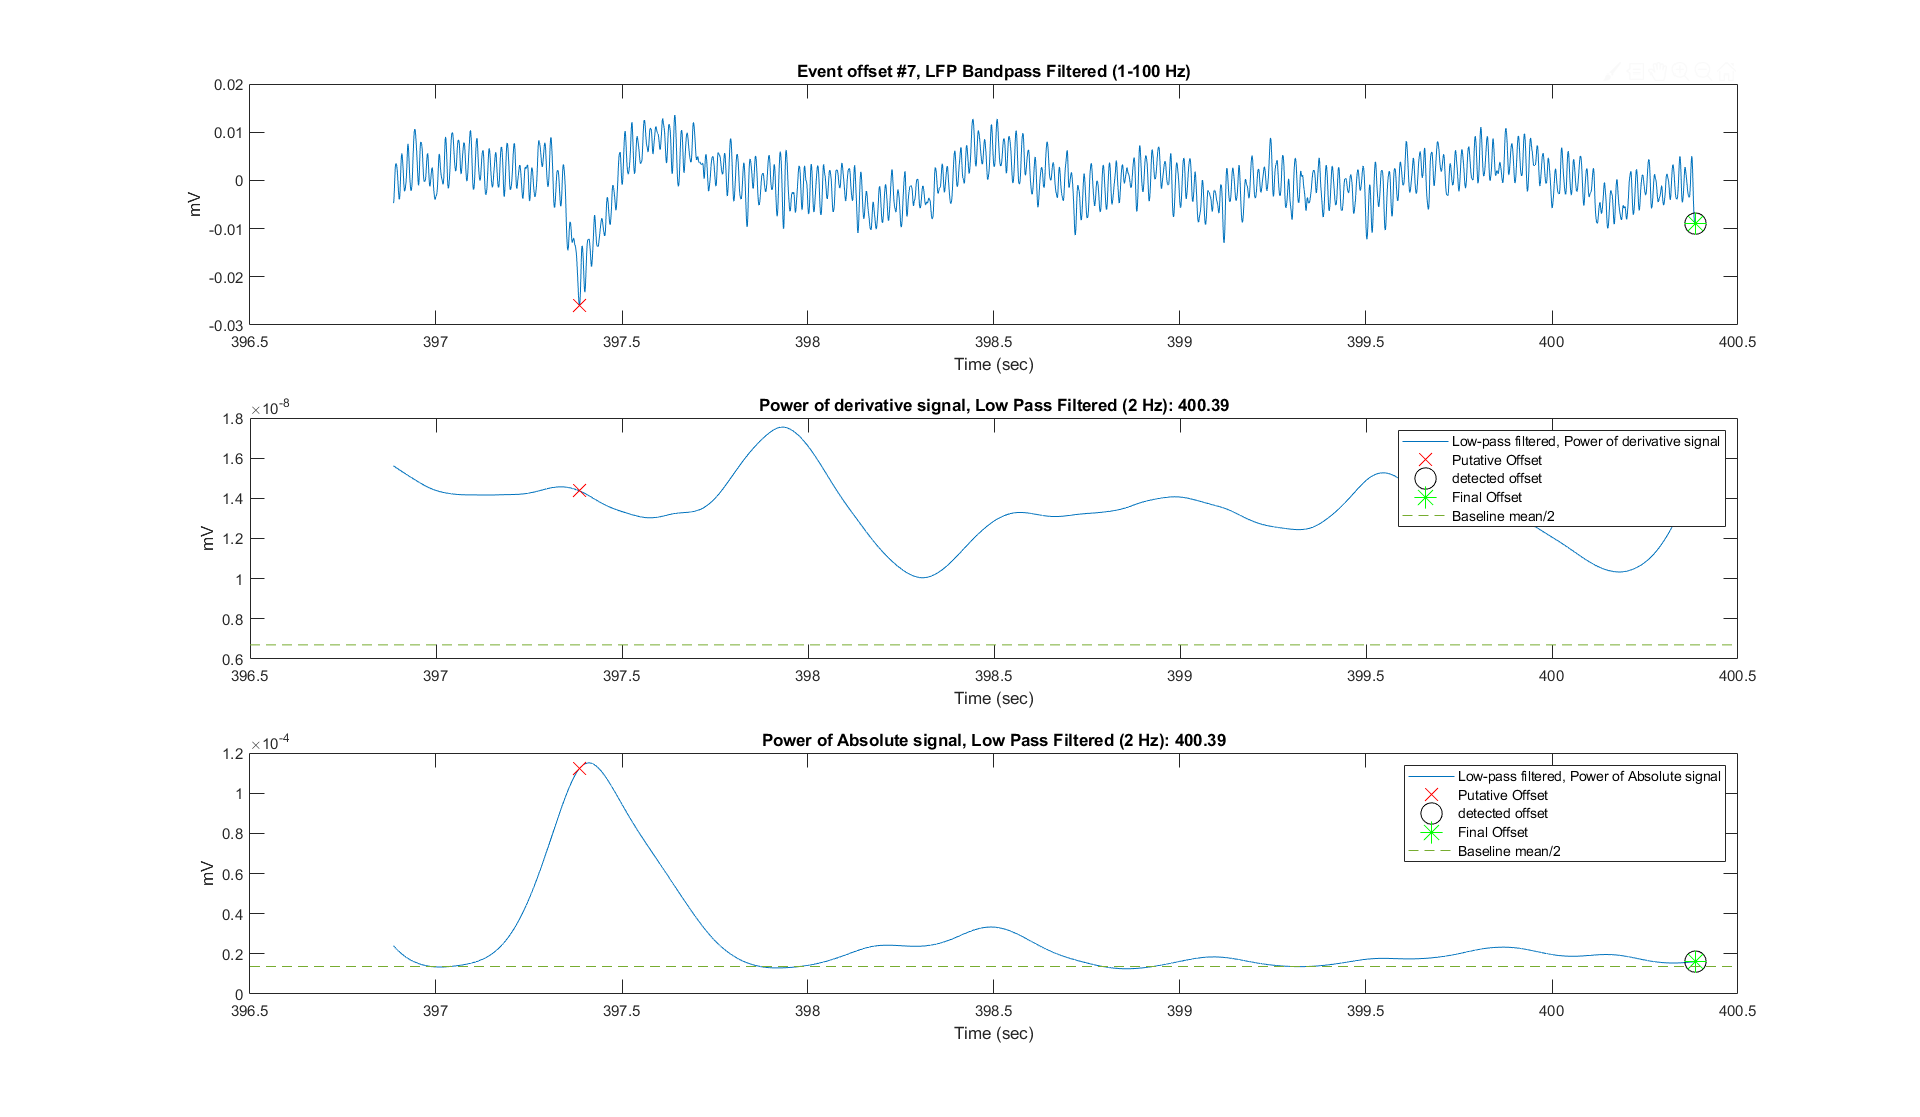 Event offset #7, LFP Bandpass Filtered (1-100 Hz)
0.02
0.01
0
-0.01
-0.02
-0.03
mV
396.5 397 397.5 398 398.5 399 399.5 400 400.5
Time (sec)
×10^-8
Power of derivative signal, Low Pass Filtered (2 Hz): 400.39
1.8
1.6
1.4
1.2
1
0.8
0.6
mV
Low-pass filtered, Power of derivative signal
Putative Offset
detected offset
Final Offset
Baseline mean/2
396.5 397 397.5 398 398.5 399 399.5 400 400.5
Time (sec)
×10^-4
Power of Absolute signal, Low Pass Filtered (2 Hz): 400.39
1.2
1
0.8
0.6
0.4
0.2
0
mV
Low-pass filtered, Power of Absolute signal
Putative Offset
detected offset
Final Offset
Baseline mean/2
396.5 397 397.5 398 398.5 399 399.5 400 400.5
Time (sec)